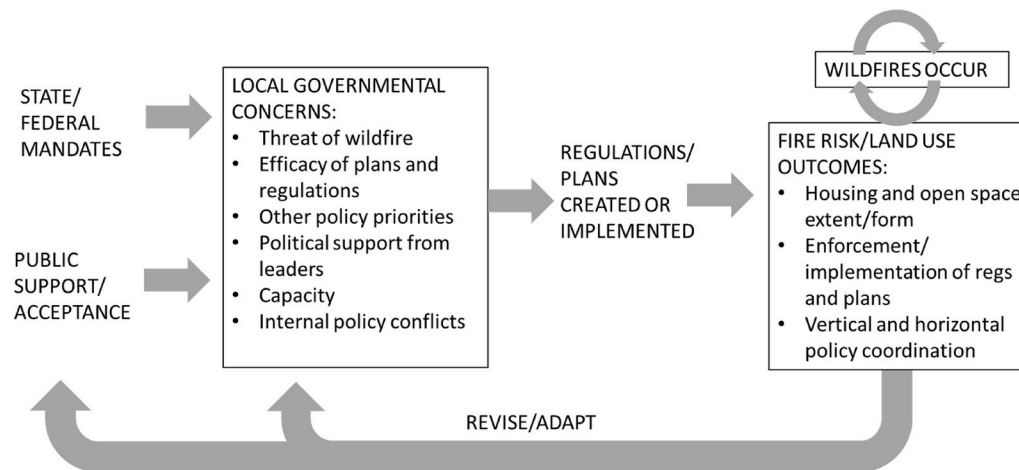 STATE/
FEDERAL
MANDATES
PUBLIC
SUPPORT/
ACCEPTANCE
LOCAL GOVERNMENTAL
CONCERNS:
• Threat of wildfire
• Efficacy of plans and
regulations
• Other policy priorities
• Political support from
leaders
• Capacity
• Internal policy conflicts
REGULATIONS/
PLANS
CREATED OR
IMPLEMENTED
WILDFIRES OCCUR
FIRE RISK/LAND USE
OUTCOMES:
• Housing and open space
extent/form
• Enforcement/
implementation of regs
and plans
• Vertical and horizontal
policy coordination
REVISE/ADAPT